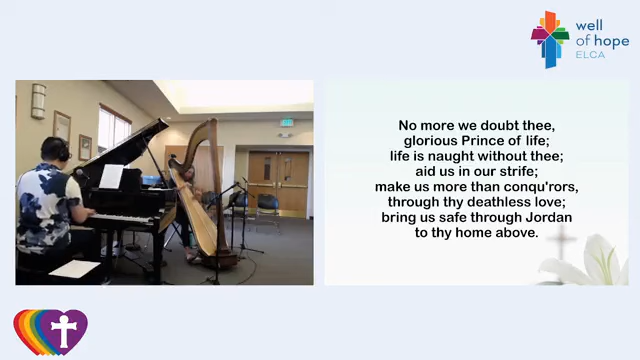 well
of hope
ELCA
No more we doubt thee,
glorious Prince of life;
life is naught without thee;
aid us in our strife;
make us more than conqu'rors,
through thy deathless love;
bring us safe through Jordan
to thy home above.